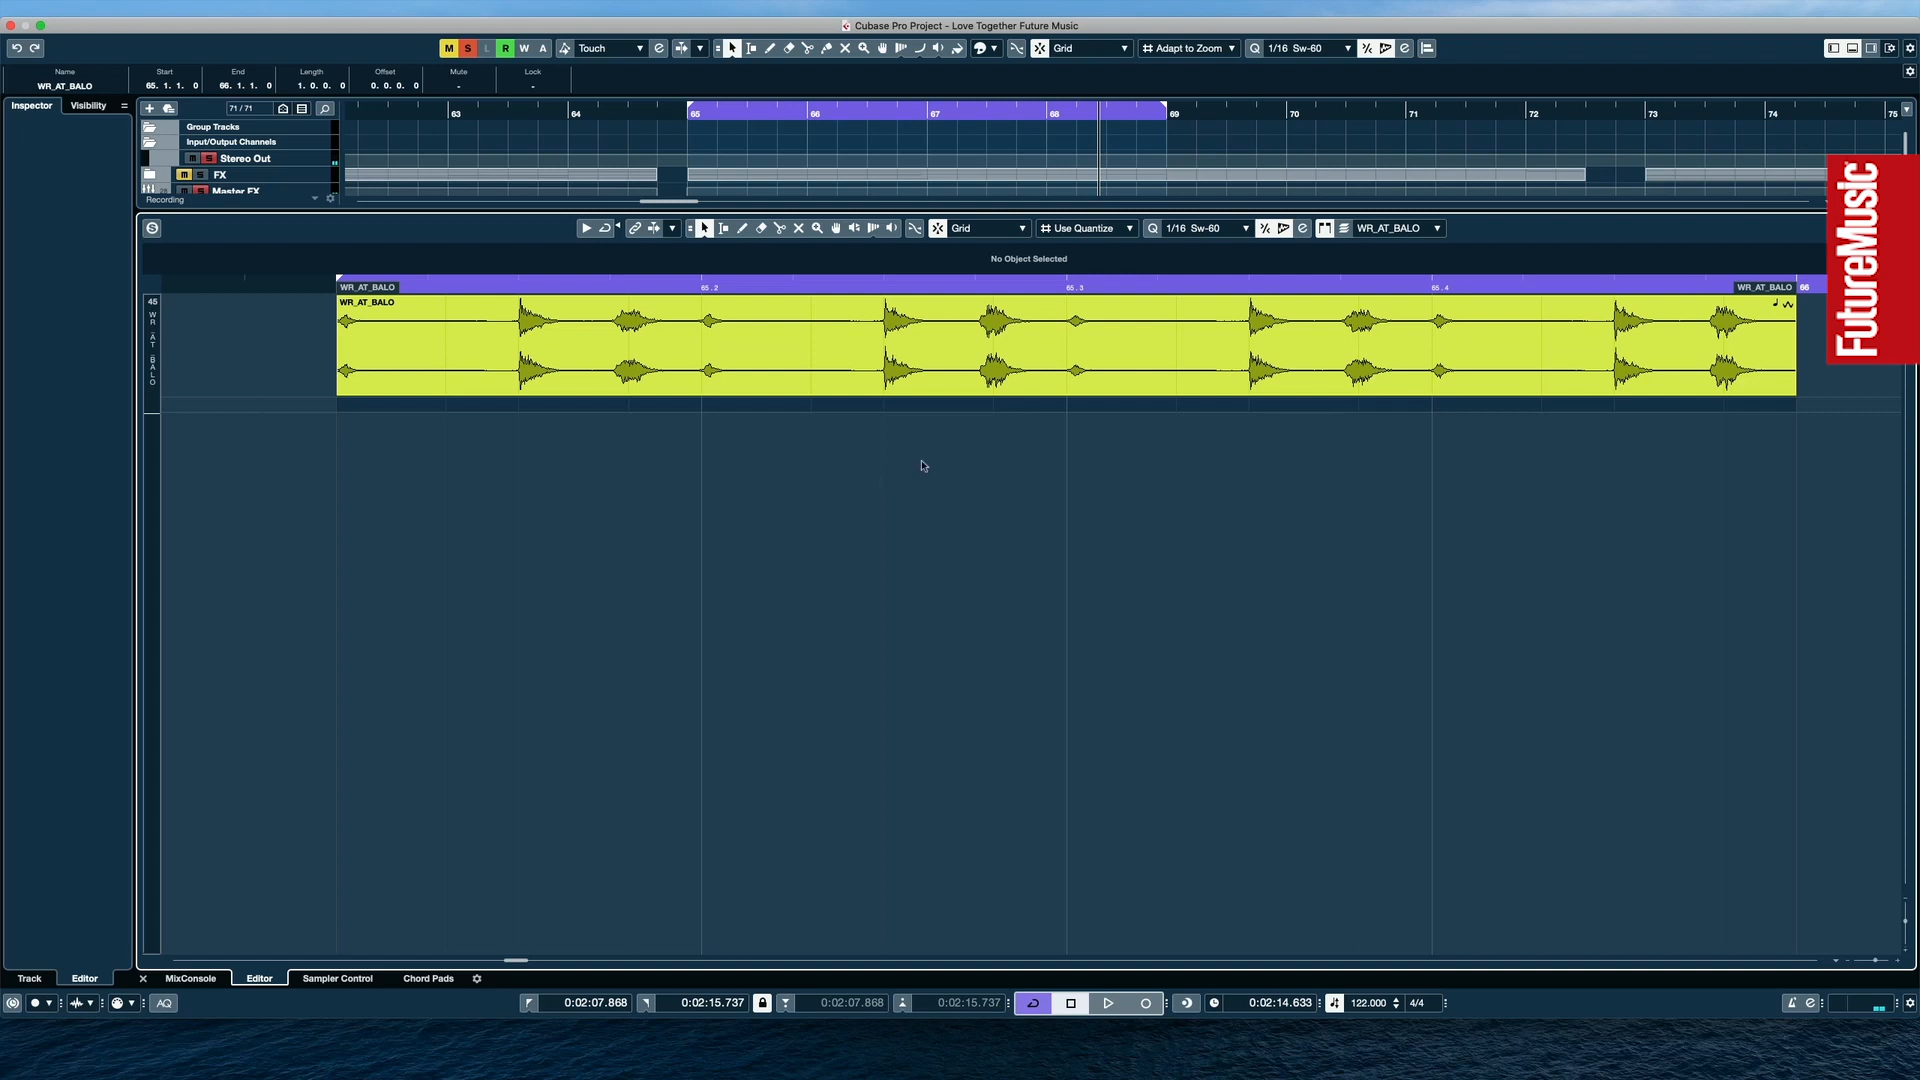 Cubase Pro Project - Love Together Future Music
M S L R W A Touch Grid Adapt to Zoom 1/16 Sw-60
Name Start End Length Offset Mute Lock
WR_AT_BALO 65. 1. 1. 0 66. 1. 1. 0 1. 0. 0. 0 0. 0. 0. 0 - -
Inspector Visibility
71 / 71
63 64 65 66 67 68 69 70 71 72 73 74 75
Group Tracks
Input/Output Channels
m S Stereo Out
m S FX
m S Master FX
Recording
Grid Use Quantize 1/16 Sw-60 WR_AT_BALO
No Object Selected
WR_AT_BALO 65.2 65.3 65.4 WR_AT_BALO 66
45 WR_AT_BALO
WR_AT_BALO
FutureMusic
Track Editor MixConsole Editor Sampler Control Chord Pads
AQ 0:02:07.868 0:02:15.737 0:02:07.868 0:02:15.737 0:02:14.633 122.000 4/4